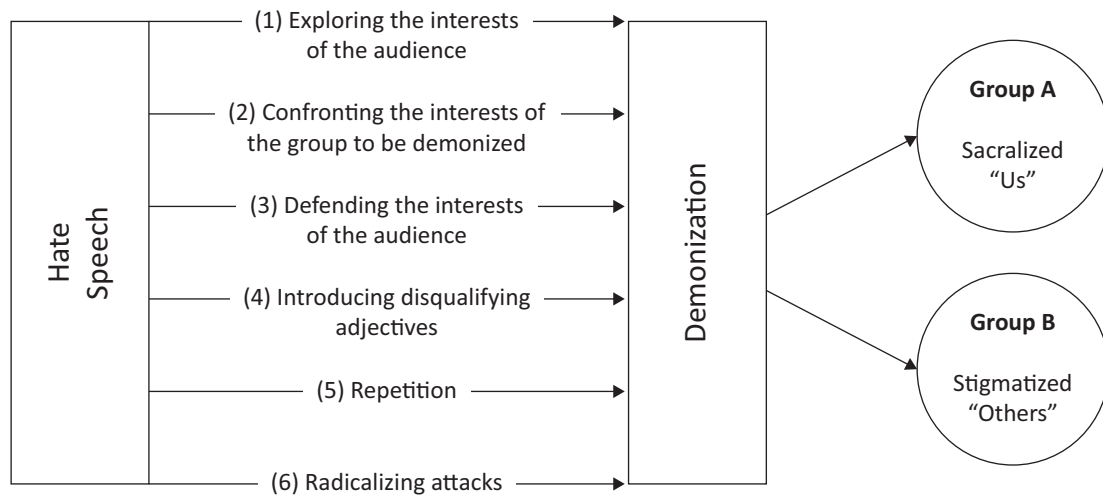 Hate
Speech
(1) Exploring the interests
of the audience
(2) Confronting the interests of
the group to be demonized
(3) Defending the interests
of the audience
(4) Introducing disqualifying
adjectives
(5) Repetition
(6) Radicalizing attacks
Demonization
Group A
Sacralized
“Us”
Group B
Stigmatized
“Others”